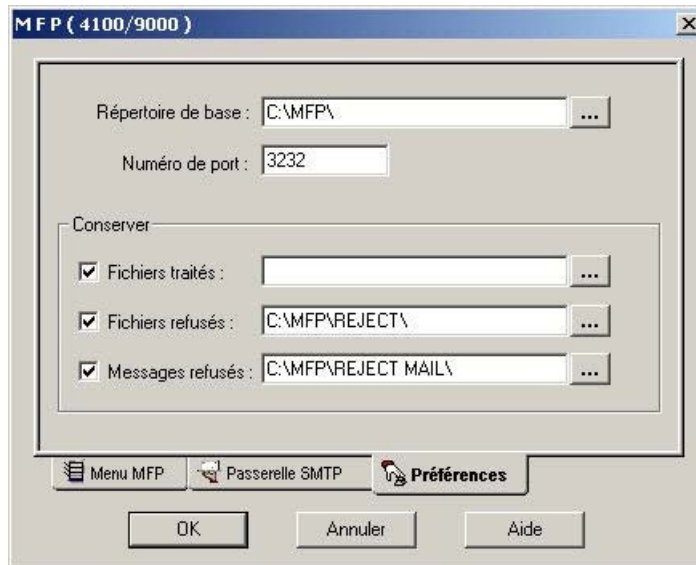 MFP(4100/9000)
Répertoire de base : C:\MFP\ ...
Numéro de port : 3232
Conserver
Fichiers traités : ...
Fichiers refusés : C:\MFP\REJECT\ ...
Messages refusés : C:\MFP\REJECT MAIL\ ...
Menu MFP Passerelle SMTP Préférences
OK Annuler Aide